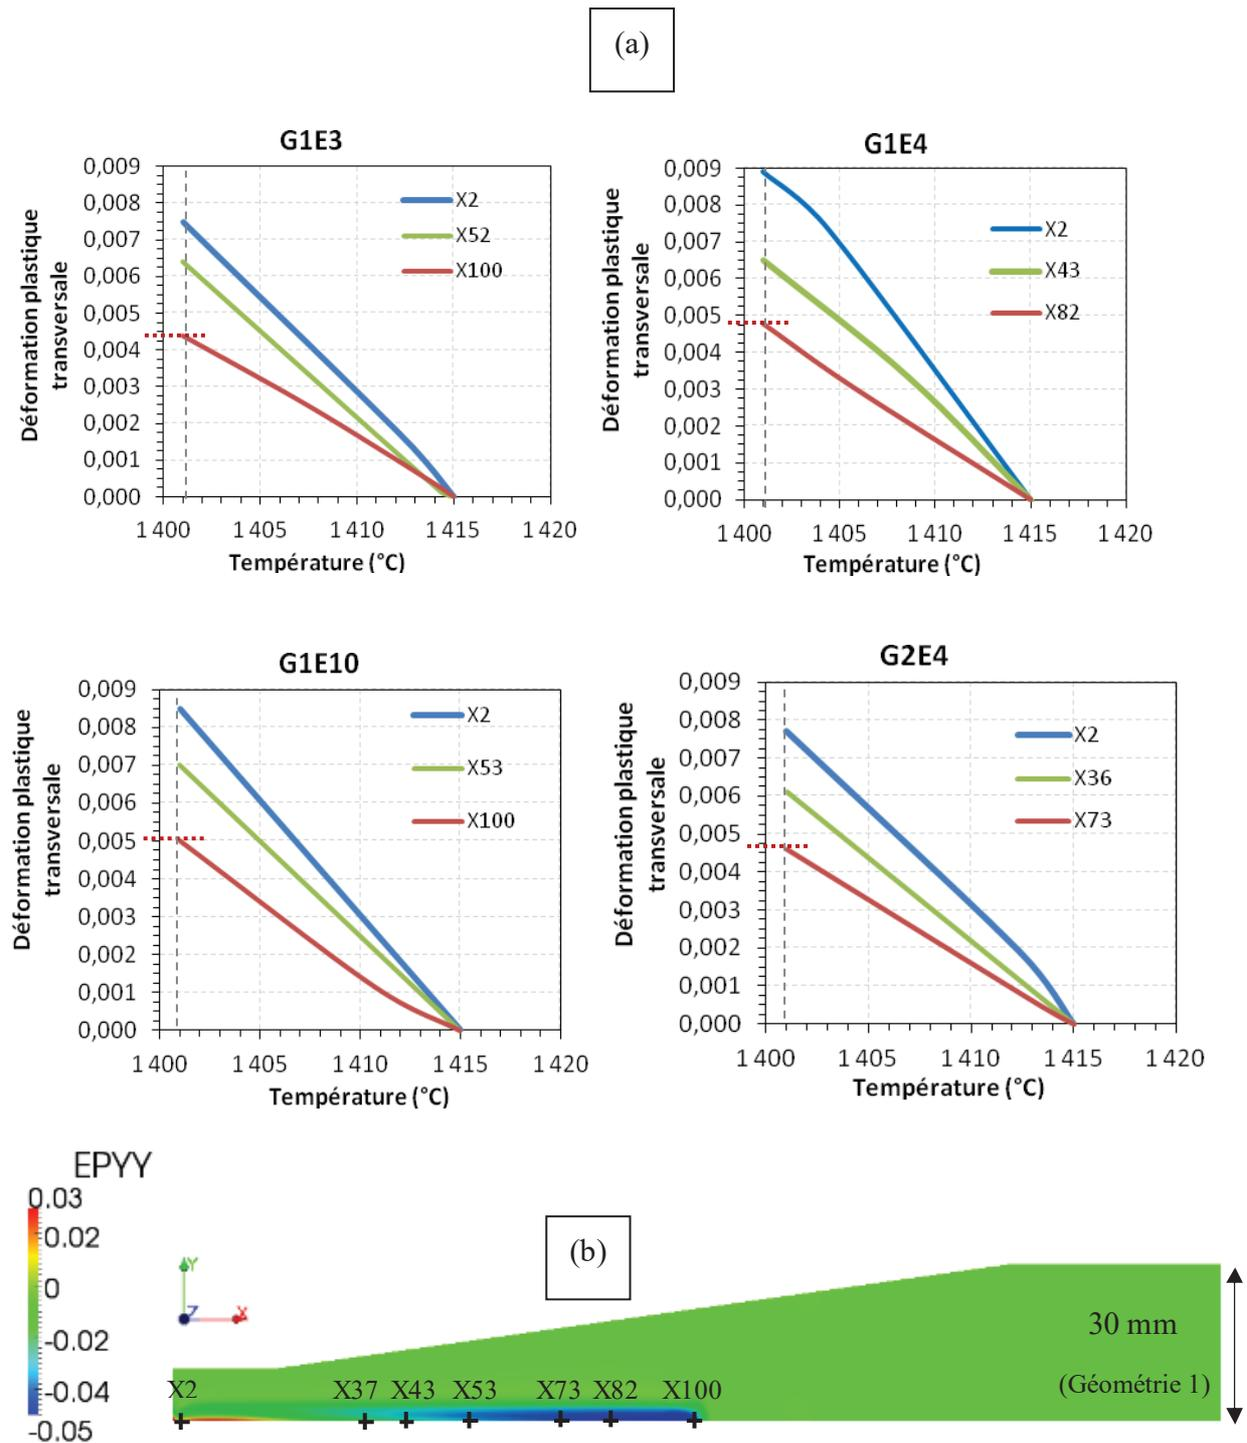 (a)
G1E3
Déformation plastique
transversale
0,009
0,008
0,007
0,006
0,005
0,004
0,003
0,002
0,001
0,000
X2
X52
X100
1 400 1 405 1 410 1 415 1 420
Température (°C)
G1E4
Déformation plastique
transversale
0,009
0,008
0,007
0,006
0,005
0,004
0,003
0,002
0,001
0,000
X2
X43
X82
1 400 1 405 1 410 1 415 1 420
Température (°C)
G1E10
Déformation plastique
transversale
0,009
0,008
0,007
0,006
0,005
0,004
0,003
0,002
0,001
0,000
X2
X53
X100
1 400 1 405 1 410 1 415 1 420
Température (°C)
G2E4
Déformation plastique
transversale
0,009
0,008
0,007
0,006
0,005
0,004
0,003
0,002
0,001
0,000
X2
X36
X73
1 400 1 405 1 410 1 415 1 420
Température (°C)
EPYY
0.03
0.02
0
-0.02
-0.04
-0.05
(b)
Y
Z X
30 mm
(Géométrie 1)
X2 X37 X43 X53 X73 X82 X100